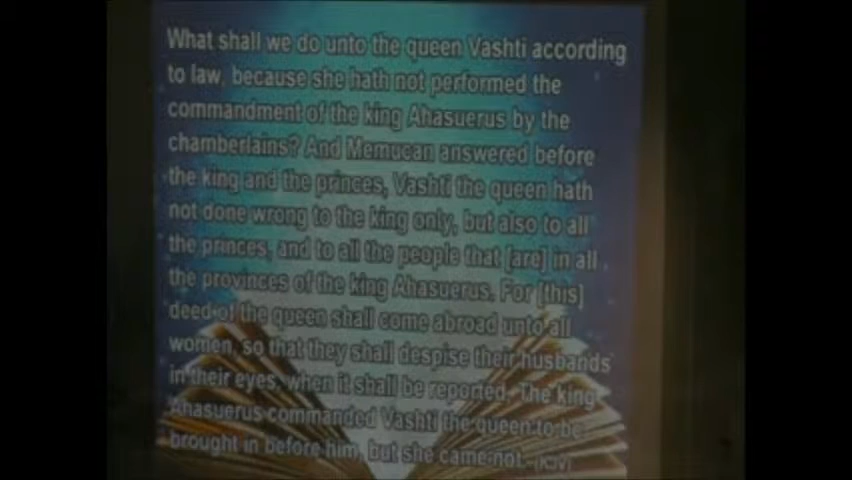 What shall we do unto the queen Vashti according
to law, because she hath not performed the
commandment of the king Ahasuerus by the
chamberlains? And Memucan answered before
the king and the princes, Vashti the queen hath
not done wrong to the king only, but also to all
the princes, and to all the people that [are] in all
the provinces of the king Ahasuerus. For [this]
deed of the queen shall come abroad unto all
women, so that they shall despise their husbands
in their eyes, when it shall be reported, The king
Ahasuerus commanded Vashti the queen to be
brought in before him, but she came not. (KJV)